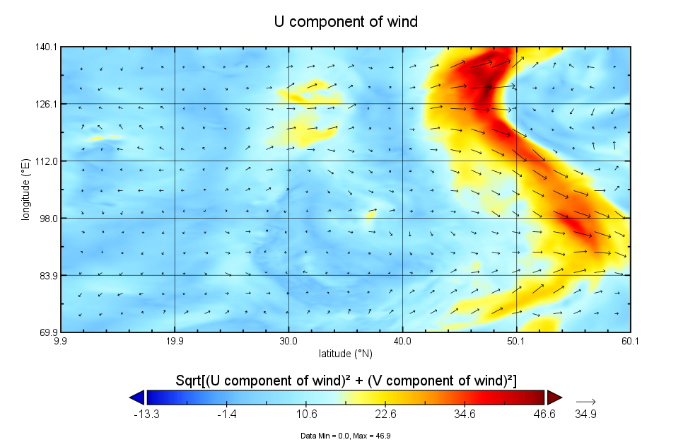 U component of wind
140.1
126.1
112.0
98.0
83.9
69.9
longitude (°E)
9.9 19.9 30.0 40.0 50.1 60.1
latitude (°N)
Sqrt[(U component of wind)² + (V component of wind)²]
-13.3 -1.4 10.6 22.6 34.6 46.6 34.9
Data Min = 0.0, Max = 46.9